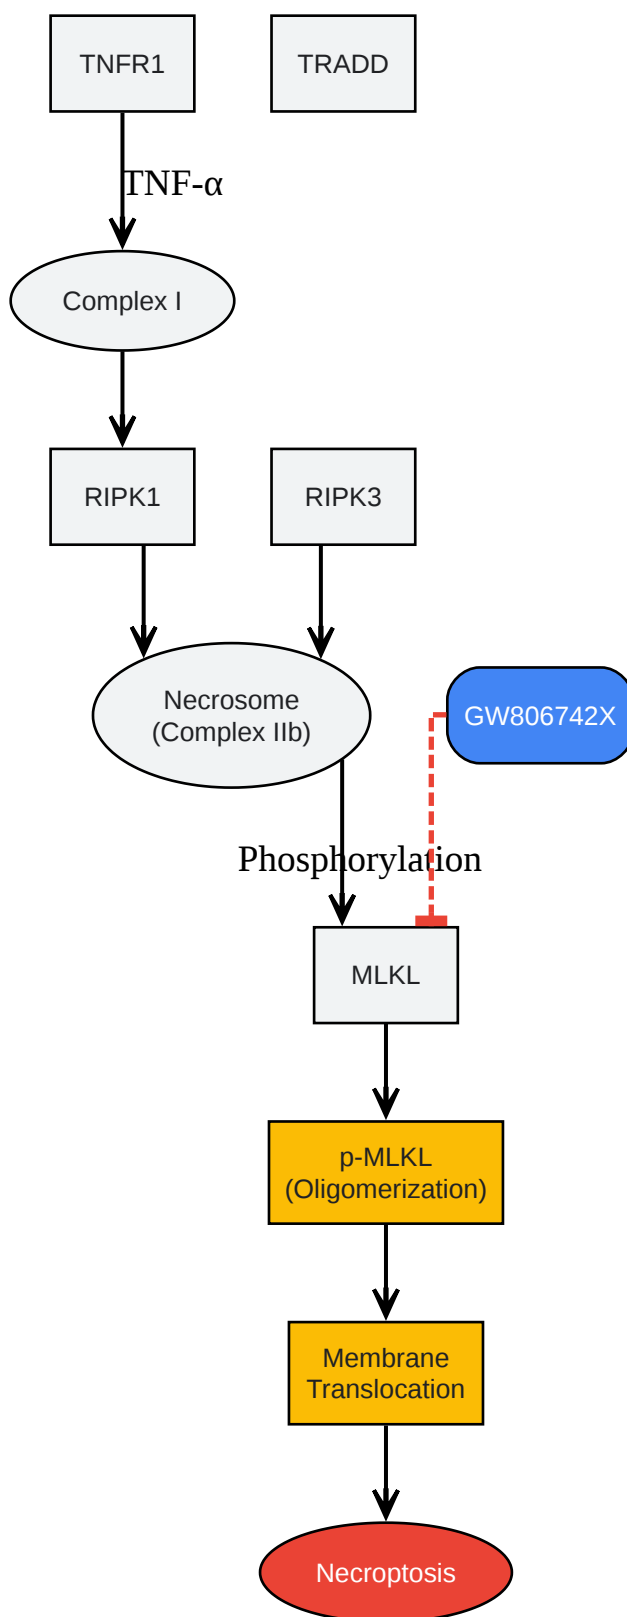 TNFR1
TRADD
TNF-α
Complex I
RIPK1
RIPK3
Necrosome
(Complex IIb)
GW806742X
Phosphorylation
MLKL
p-MLKL
(Oligomerization)
Membrane
Translocation
Necroptosis